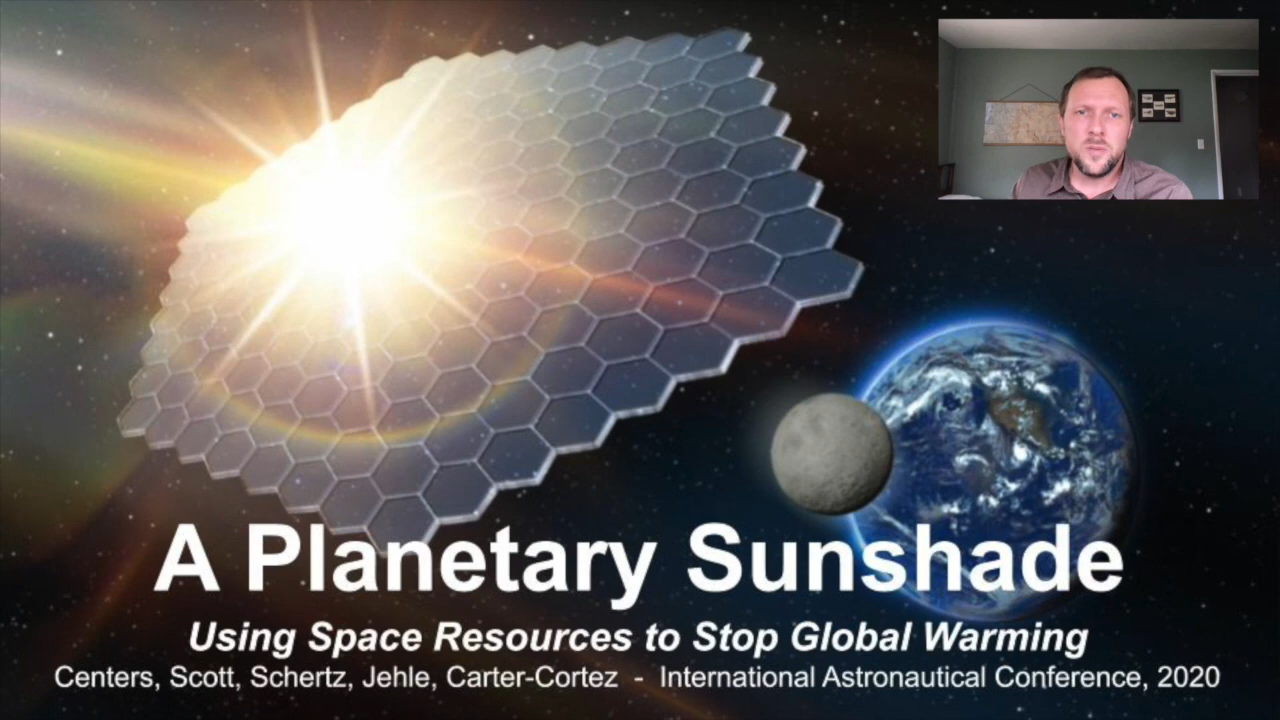 A Planetary Sunshade
Using Space Resources to Stop Global Warming
Centers, Scott, Schertz, Jehle, Carter-Cortez - International Astronautical Conference, 2020